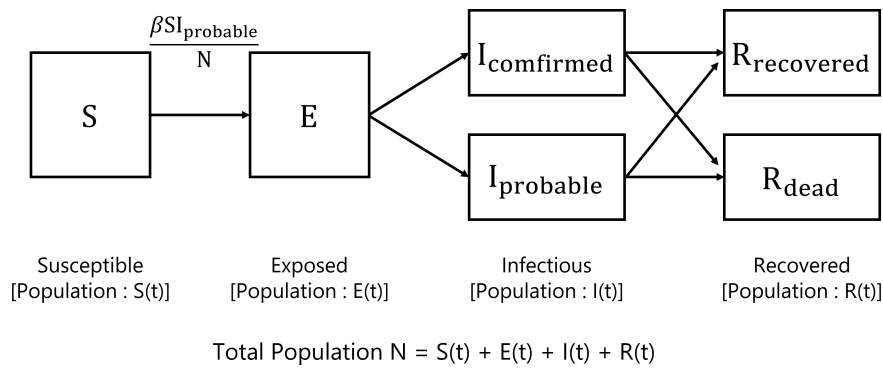 βSI_probable
N
S
E
I_comfirmed
I_probable
R_recovered
R_dead
Susceptible
[Population : S(t)]
Exposed
[Population : E(t)]
Infectious
[Population : I(t)]
Recovered
[Population : R(t)]
Total Population N = S(t) + E(t) + I(t) + R(t)